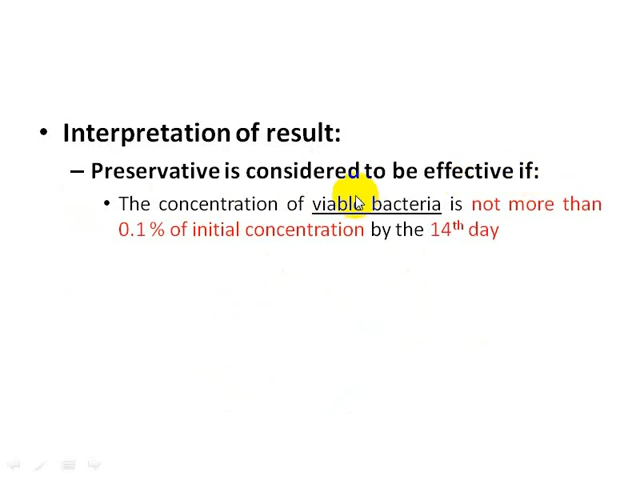 • Interpretation of result:
– Preservative is considered to be effective if:
• The concentration of viable bacteria is not more than
0.1 % of initial concentration by the 14th day